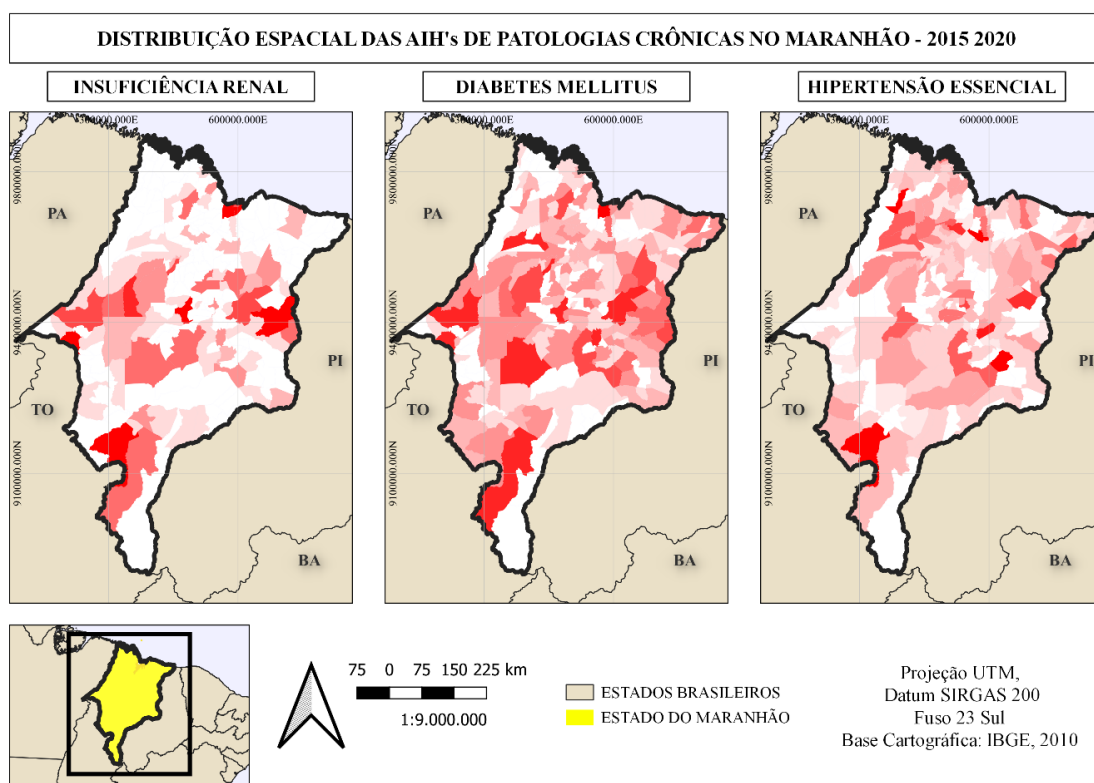 DISTRIBUIÇÃO ESPACIAL DAS AIH's DE PATOLOGIAS CRÔNICAS NO MARANHÃO - 2015 2020
INSUFICIÊNCIA RENAL
DIABETES MELLITUS
HIPERTENSÃO ESSENCIAL
600000.000E
600000.000E
600000.000E
9800000.000N
9800000.000N
9800000.000N
PA
PA
PA
PI
PI
PI
TO
TO
TO
9100000.000N
9100000.000N
9100000.000N
BA
BA
BA
75 0 75 150 225 km
1:9.000.000
ESTADOS BRASILEIROS
ESTADO DO MARANHÃO
Projeção UTM,
Datum SIRGAS 200
Fuso 23 Sul
Base Cartográfica: IBGE, 2010